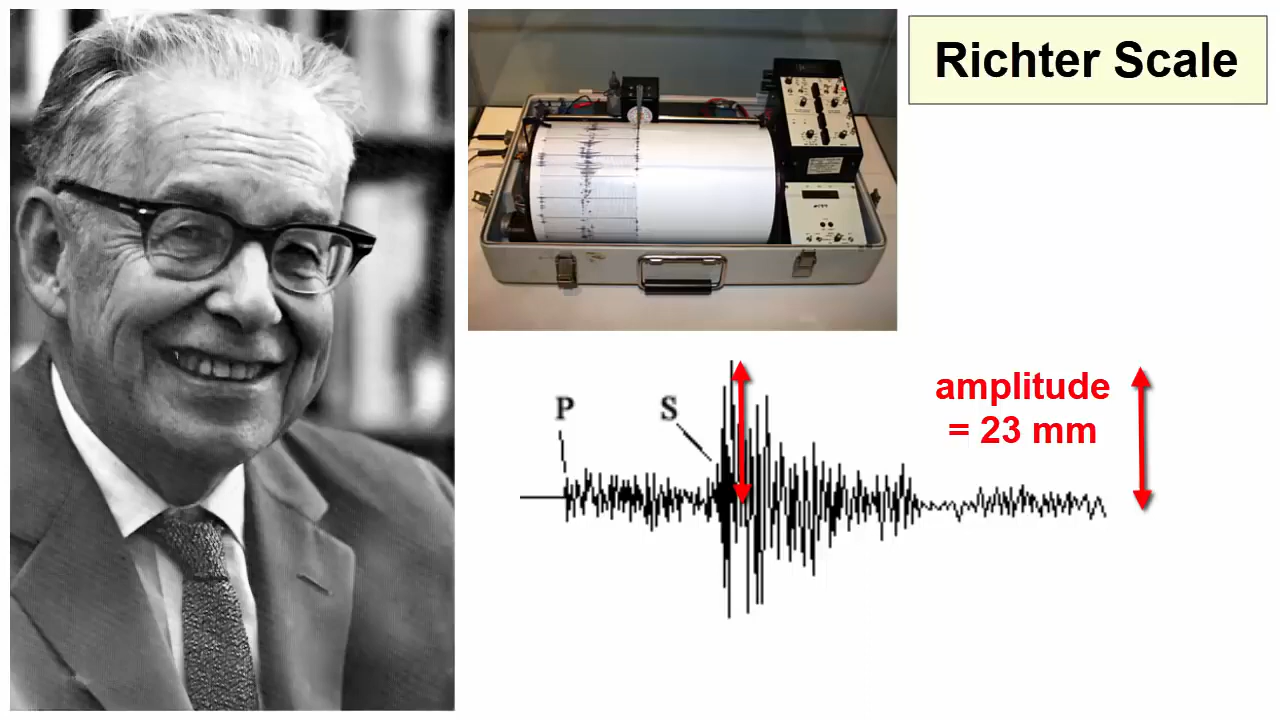 Richter Scale
P
S
amplitude
= 23 mm